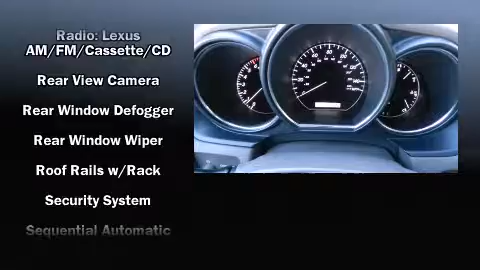 Radio: Lexus
AM/FM/Cassette/CD
Rear View Camera
Rear Window Defogger
Rear Window Wiper
Roof Rails w/Rack
Security System
Sequential Automatic